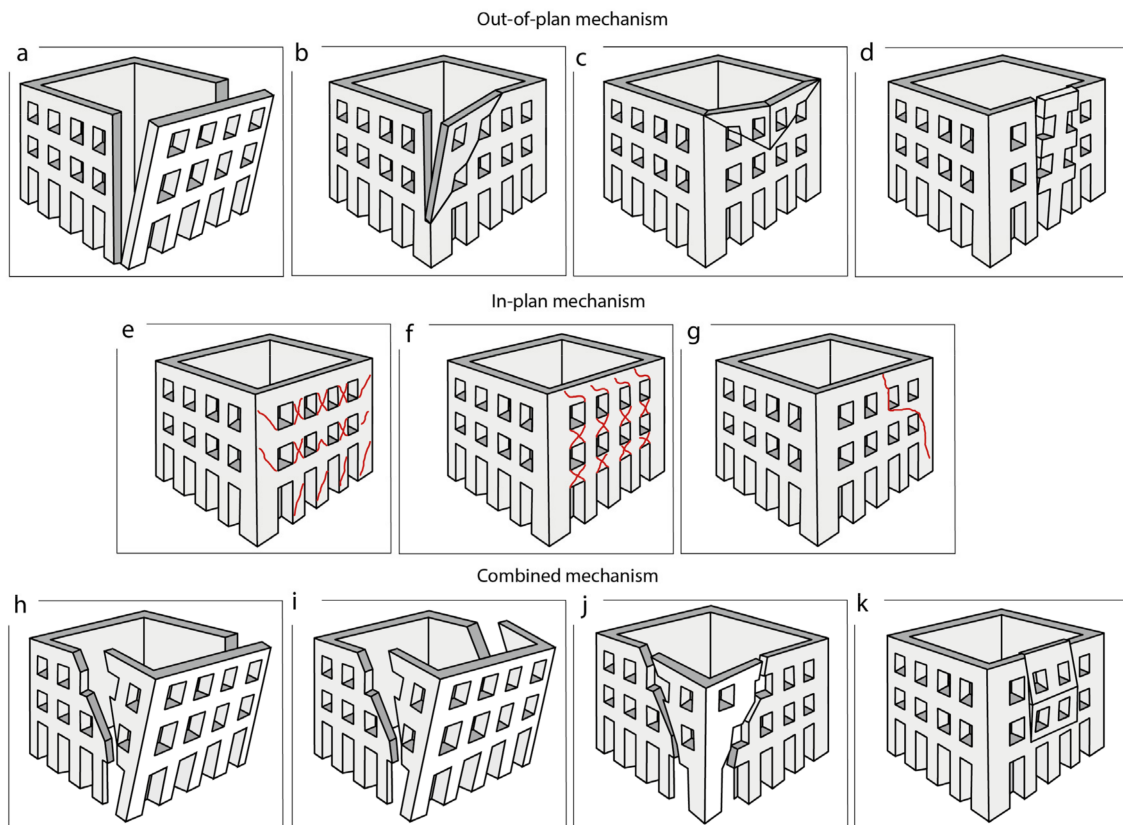 Out-of-plan mechanism
a
b
c
d
In-plan mechanism
e
f
g
Combined mechanism
h
i
j
k